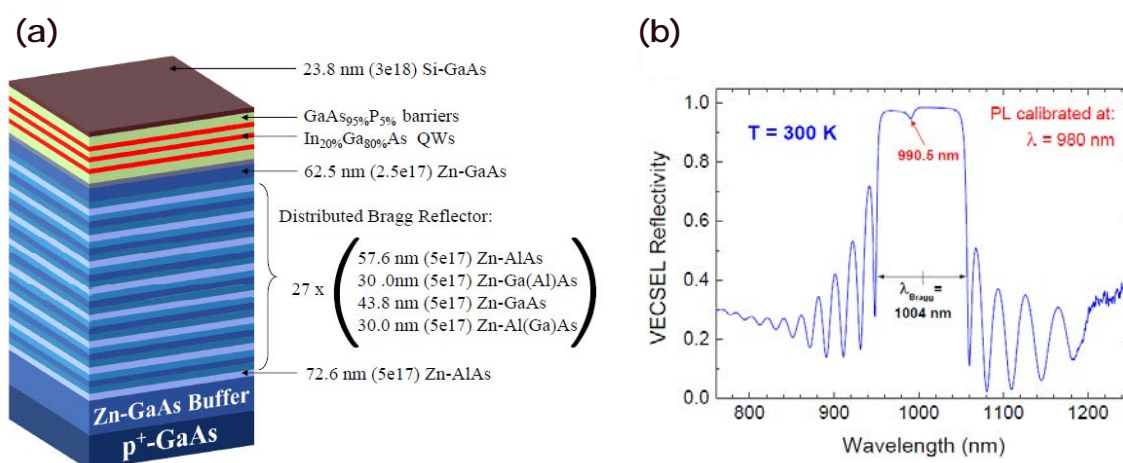 (a)
23.8 nm (3e18) Si-GaAs
GaAs95%P5% barriers
In20%Ga80%As QWs
62.5 nm (2.5e17) Zn-GaAs
Distributed Bragg Reflector:
27 x
57.6 nm (5e17) Zn-AlAs
30 .0nm (5e17) Zn-Ga(Al)As
43.8 nm (5e17) Zn-GaAs
30.0 nm (5e17) Zn-Al(Ga)As
72.6 nm (5e17) Zn-AlAs
Zn-GaAs Buffer
p+-GaAs
(b)
VECSEL Reflectivity
1.0
0.8
0.6
0.4
0.2
0.0
T = 300 K
PL calibrated at:
λ = 980 nm
990.5 nm
λBragg =
1004 nm
800 900 1000 1100 1200
Wavelength (nm)